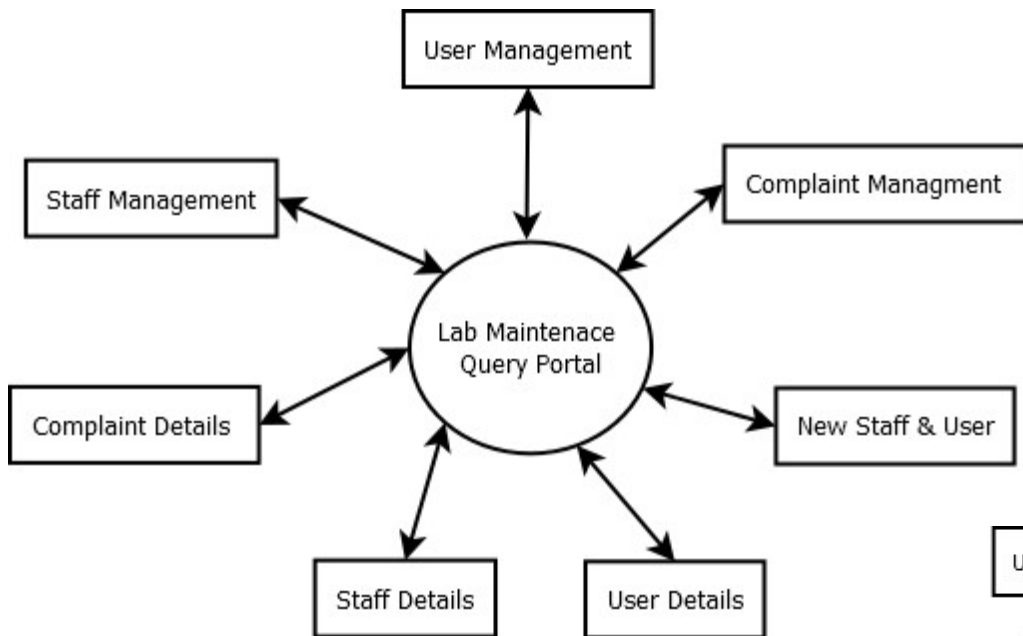 User Management
Staff Management
Complaint Managment
Lab Maintenace
Query Portal
Complaint Details
New Staff & User
Staff Details
User Details